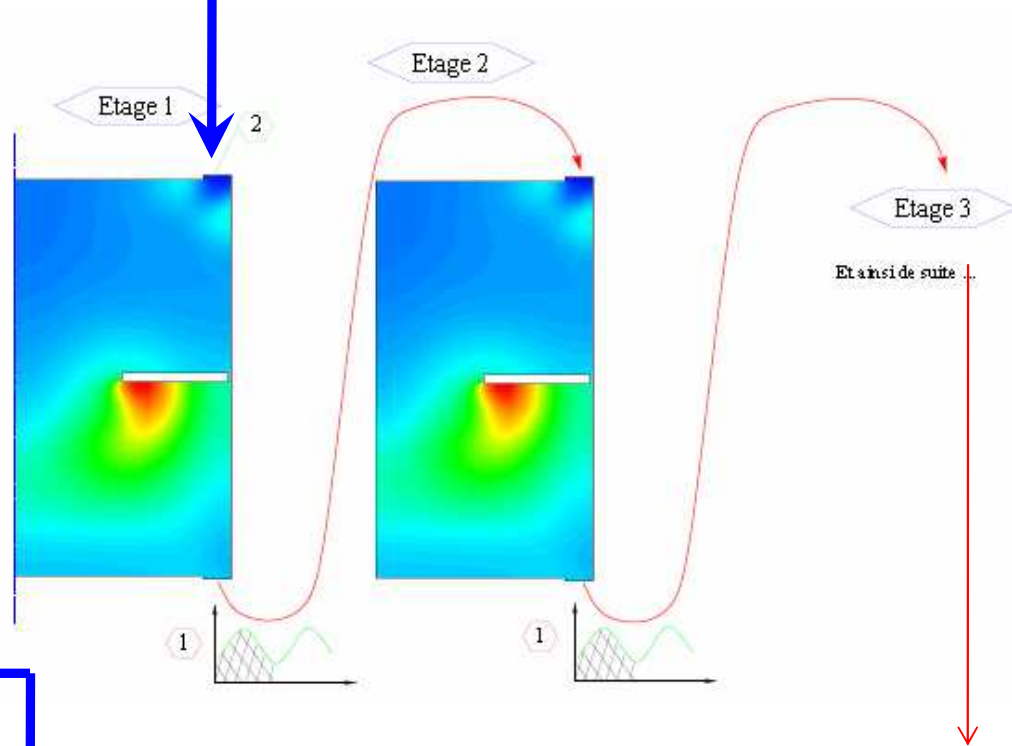 Etage 1
2
Etage 2
Etage 3
Et ainsi de suite ...
1
1